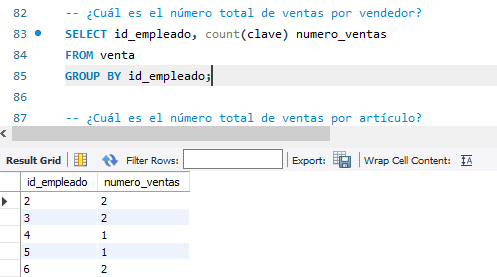 82 -- ¿Cuál es el número total de ventas por vendedor?
83 SELECT id_empleado, count(clave) numero_ventas
84 FROM venta
85 GROUP BY id_empleado;
86
87 -- ¿Cuál es el número total de ventas por artículo?
Result Grid Filter Rows: Export: Wrap Cell Content:
id_empleado numero_ventas
2 2
3 2
4 1
5 1
6 2